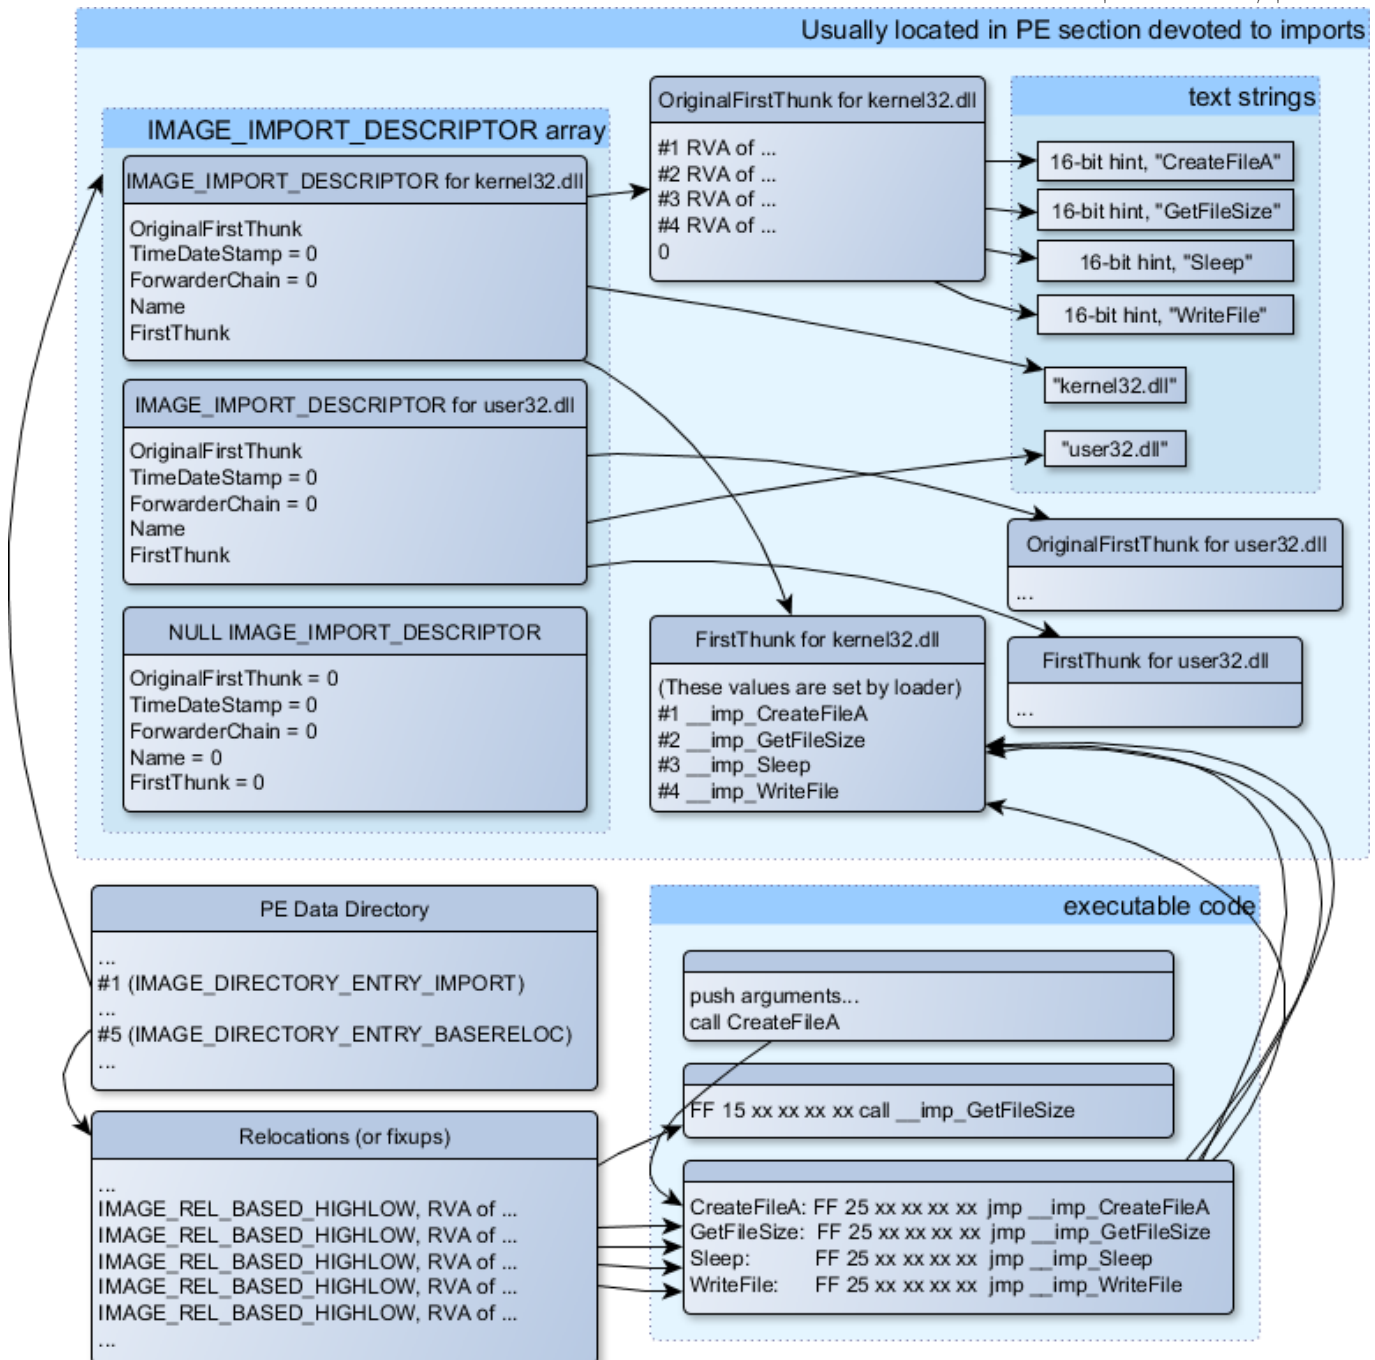 Usually located in PE section devoted to imports
IMAGE_IMPORT_DESCRIPTOR array
IMAGE_IMPORT_DESCRIPTOR for kernel32.dll
OriginalFirstThunk
TimeDateStamp = 0
ForwarderChain = 0
Name
FirstThunk
IMAGE_IMPORT_DESCRIPTOR for user32.dll
OriginalFirstThunk
TimeDateStamp = 0
ForwarderChain = 0
Name
FirstThunk
NULL IMAGE_IMPORT_DESCRIPTOR
OriginalFirstThunk = 0
TimeDateStamp = 0
ForwarderChain = 0
Name = 0
FirstThunk = 0
OriginalFirstThunk for kernel32.dll
#1 RVA of ...
#2 RVA of ...
#3 RVA of ...
#4 RVA of ...
0
text strings
16-bit hint, "CreateFileA"
16-bit hint, "GetFileSize"
16-bit hint, "Sleep"
16-bit hint, "WriteFile"
"kernel32.dll"
"user32.dll"
OriginalFirstThunk for user32.dll
...
FirstThunk for kernel32.dll
(These values are set by loader)
#1 __imp_CreateFileA
#2 __imp_GetFileSize
#3 __imp_Sleep
#4 __imp_WriteFile
FirstThunk for user32.dll
...
PE Data Directory
...
#1 (IMAGE_DIRECTORY_ENTRY_IMPORT)
...
#5 (IMAGE_DIRECTORY_ENTRY_BASERELOC)
...
Relocations (or fixups)
...
IMAGE_REL_BASED_HIGHLOW, RVA of ...
IMAGE_REL_BASED_HIGHLOW, RVA of ...
IMAGE_REL_BASED_HIGHLOW, RVA of ...
IMAGE_REL_BASED_HIGHLOW, RVA of ...
IMAGE_REL_BASED_HIGHLOW, RVA of ...
...
executable code
push arguments...
call CreateFileA
FF 15 xx xx xx xx call __imp_GetFileSize
CreateFileA: FF 25 xx xx xx xx jmp __imp_CreateFileA
GetFileSize: FF 25 xx xx xx xx jmp __imp_GetFileSize
Sleep: FF 25 xx xx xx xx jmp __imp_Sleep
WriteFile: FF 25 xx xx xx xx jmp __imp_WriteFile